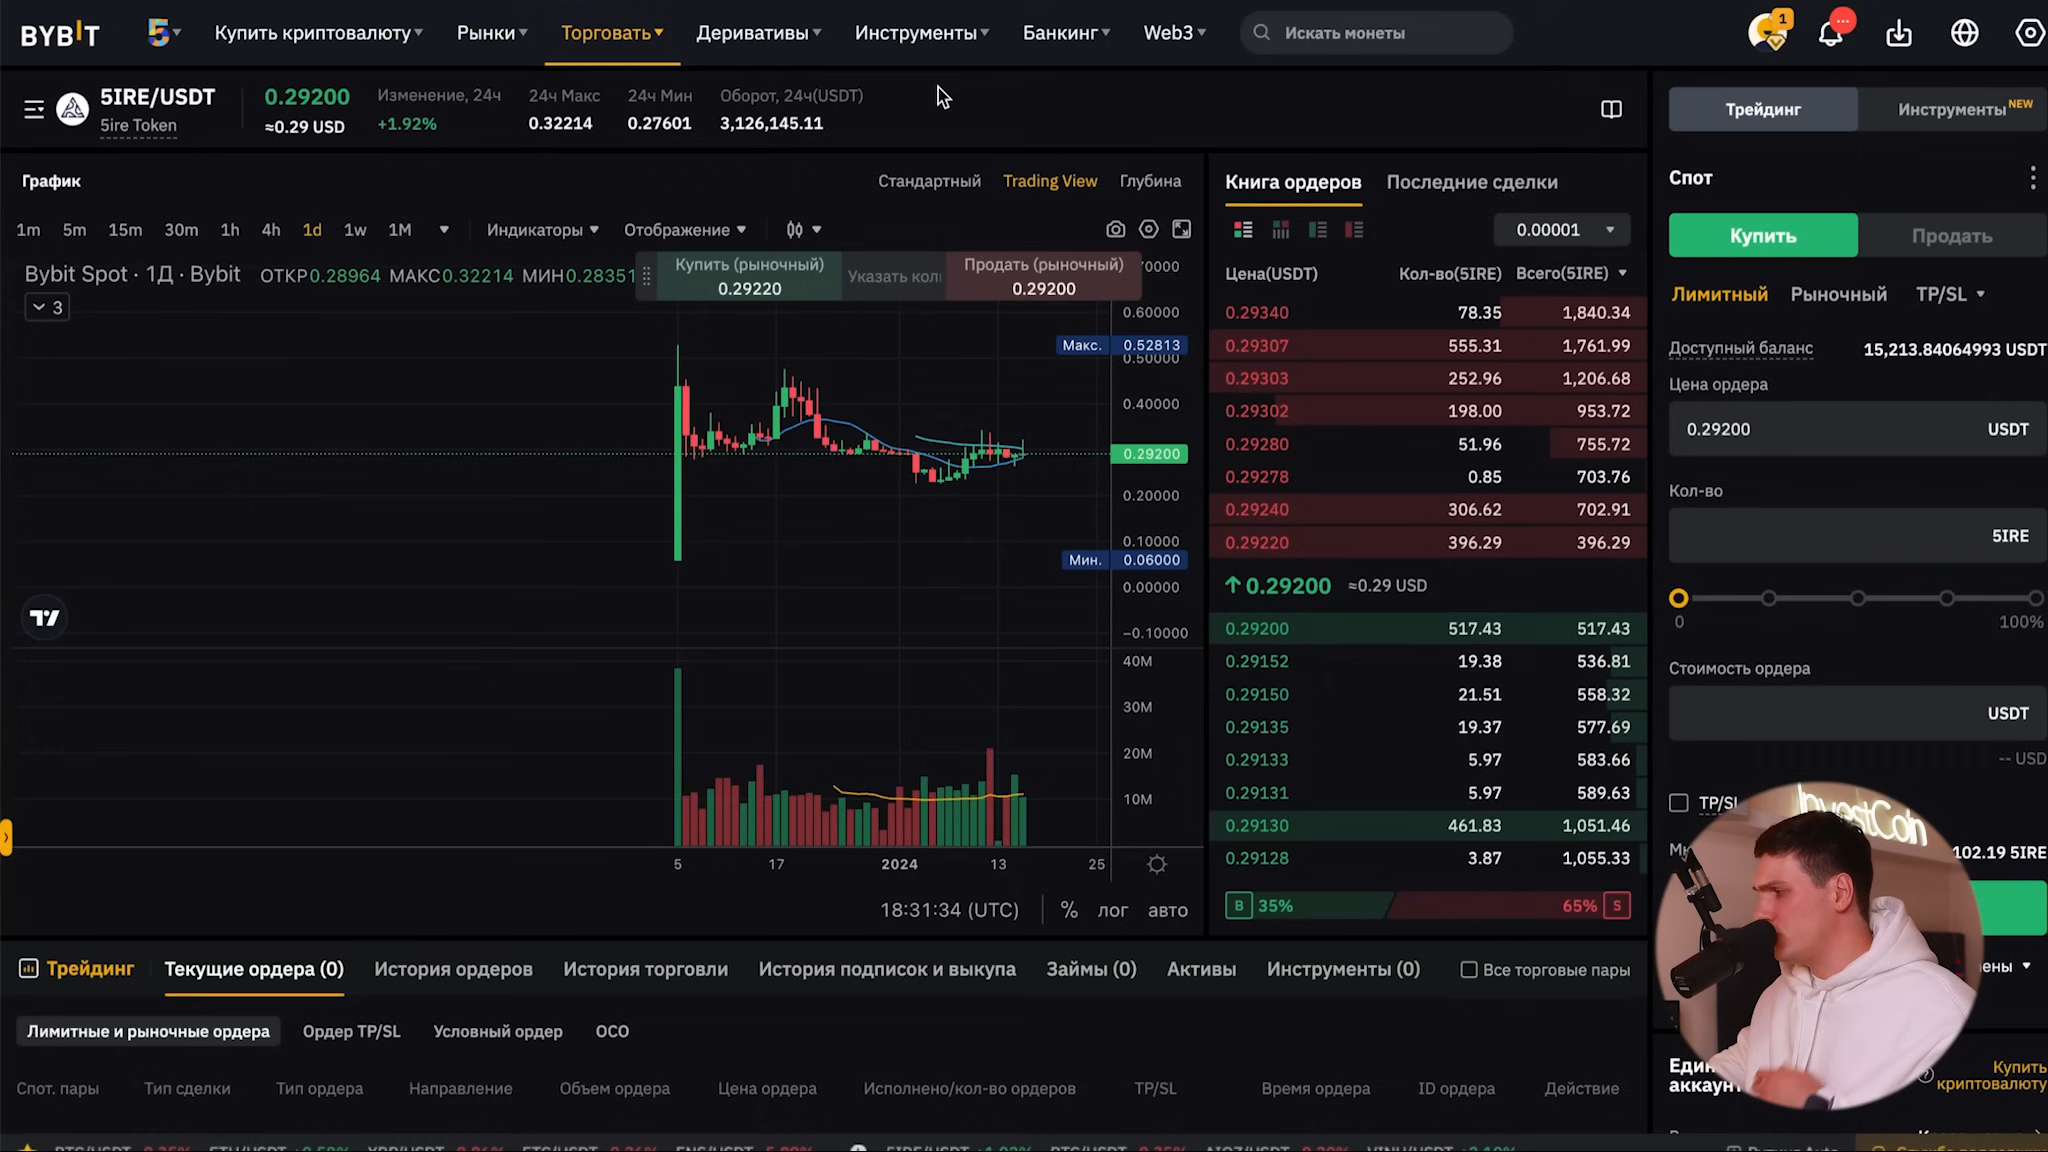 BYBIT
Купить криптовалюту
Рынки
Торговать
Деривативы
Инструменты
Банкинг
Web3
Искать монеты
1
5IRE/USDT
5ire Token
0.29200
≈0.29 USD
Изменение, 24ч
+1.92%
24ч Макс
0.32214
24ч Мин
0.27601
Оборот, 24ч(USDT)
3,126,145.11
График
Стандартный
Trading View
Глубина
1m 5m 15m 30m 1h 4h 1d 1w 1M
Индикаторы
Отображение
Bybit Spot · 1Д · Bybit ОТКР0.28964 МАКС0.32214 МИН0.28351
3
Купить (рыночный)
0.29220
Указать кол
Продать (рыночный)
0.29200
0.60000
Макс. 0.52813
0.50000
0.40000
0.29200
0.20000
0.10000
Мин. 0.06000
0.00000
−0.10000
40M
30M
20M
10M
5 17 2024 13 25
18:31:34 (UTC) % лог авто
Книга ордеров
Последние сделки
0.00001
Цена(USDT) Кол-во(5IRE) Всего(5IRE)
0.29340 78.35 1,840.34
0.29307 555.31 1,761.99
0.29303 252.96 1,206.68
0.29302 198.00 953.72
0.29280 51.96 755.72
0.29278 0.85 703.76
0.29240 306.62 702.91
0.29220 396.29 396.29
0.29200 ≈0.29 USD
0.29200 517.43 517.43
0.29152 19.38 536.81
0.29150 21.51 558.32
0.29135 19.37 577.69
0.29133 5.97 583.66
0.29131 5.97 589.63
0.29130 461.83 1,051.46
0.29128 3.87 1,055.33
B 35% 65% S
Трейдинг
Инструменты NEW
Спот
Купить
Продать
Лимитный Рыночный TP/SL
Доступный баланс 15,213.84064993 USDT
Цена ордера
0.29200 USDT
Кол-во
5IRE
0 100%
Стоимость ордера
USDT
-- USD
TP/SL
InvestCoin
102.19 5IRE
Купить
криптовалюту
Трейдинг
Текущие ордера (0)
История ордеров
История торговли
История подписок и выкупа
Займы (0)
Активы
Инструменты (0)
Все торговые пары
Лимитные и рыночные ордера
Ордер TP/SL
Условный ордер
OCO
Спот. пары
Тип сделки
Тип ордера
Направление
Объем ордера
Цена ордера
Исполнено/кол-во ордеров
TP/SL
Время ордера
ID ордера
Действие